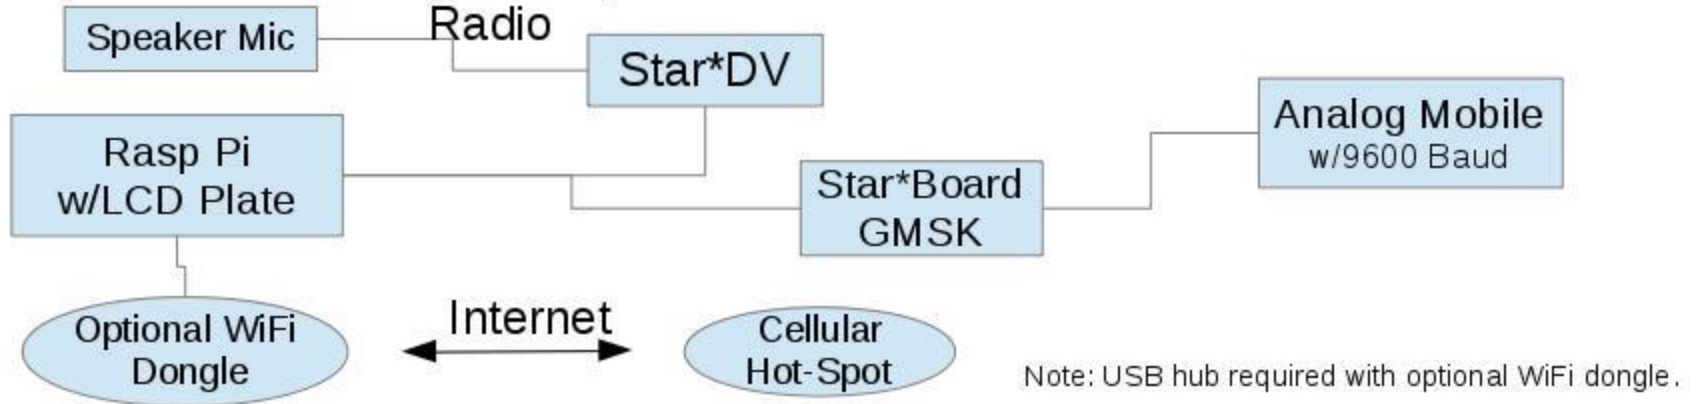 Radio
Speaker Mic
Star*DV
Analog Mobile
w/9600 Baud
Rasp Pi
w/LCD Plate
Star*Board
GMSK
Internet
Optional WiFi
Dongle
Cellular
Hot-Spot
Note: USB hub required with optional WiFi dongle.